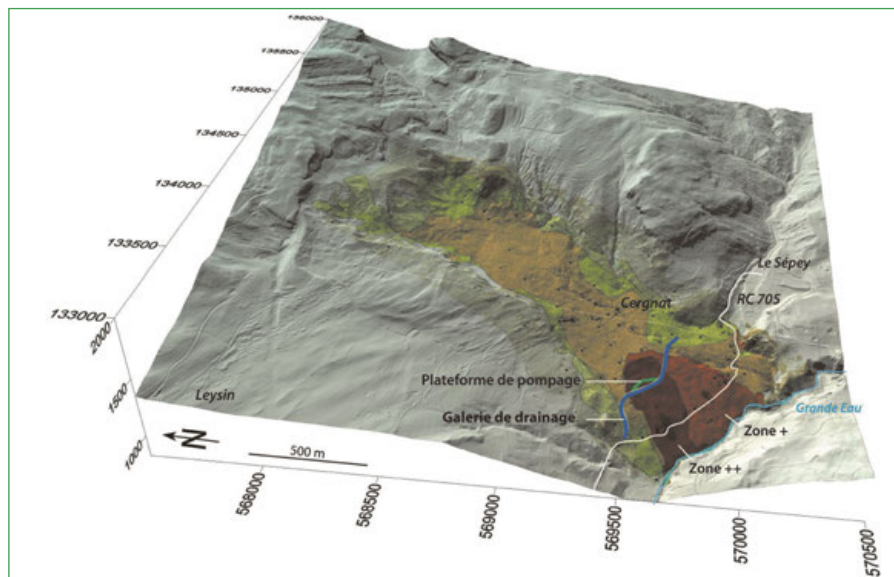 136000
135500
135000
134500
134000
133500
133000
2000
1500
1000
Le Sépey
Cergnat
RC 705
Plateforme de pompage
Leysin
Grande Eau
Galerie de drainage
Zone +
Zone ++
N
500 m
568000
568500
569000
569500
570000
570500